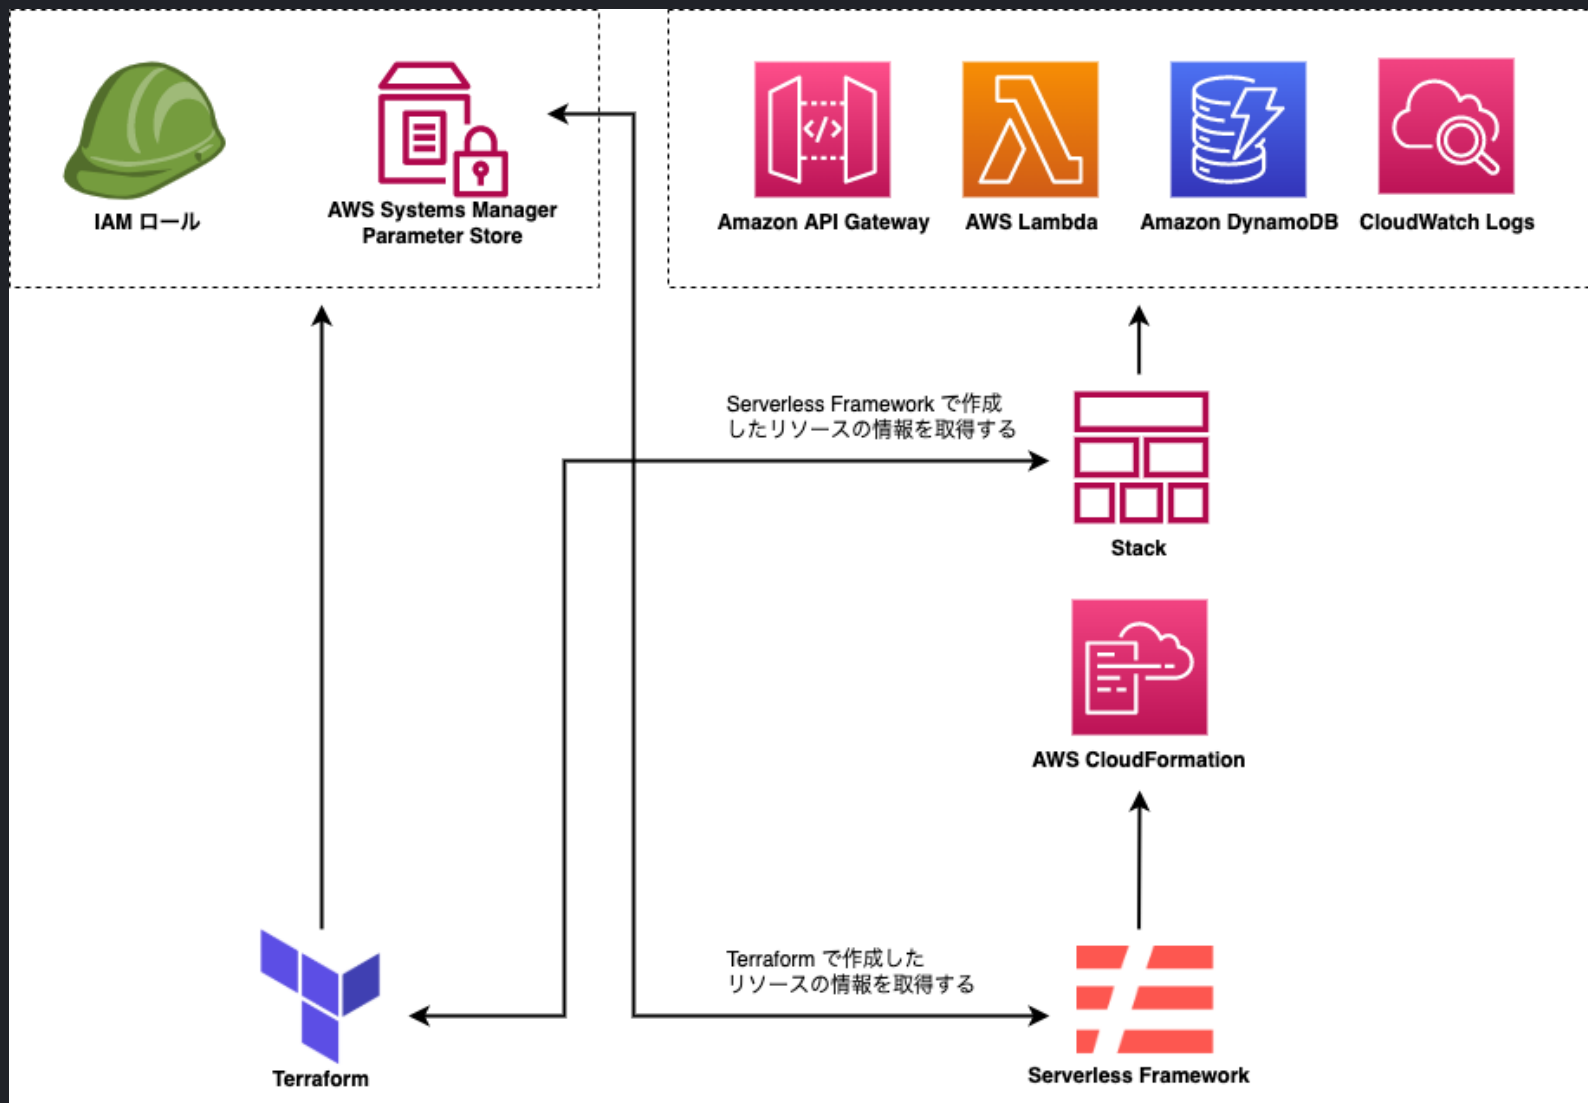 IAM ロール
AWS Systems Manager
Parameter Store
Amazon API Gateway
AWS Lambda
Amazon DynamoDB
CloudWatch Logs
Serverless Framework で作成
したリソースの情報を取得する
Stack
AWS CloudFormation
Terraform で作成した
リソースの情報を取得する
Terraform
Serverless Framework